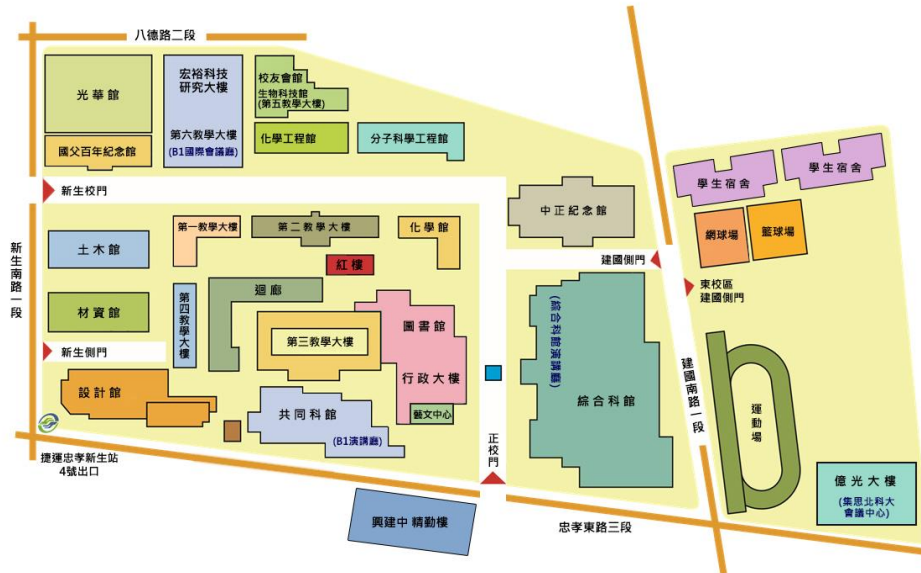 八德路二段
光華館
宏裕科技
研究大樓
第六教學大樓
(B1國際會議廳)
校友會館
生物科技館
(第五教學大樓)
國父百年紀念館
化學工程館
分子科學工程館
新生校門
中正紀念館
學生宿舍
學生宿舍
網球場
籃球場
新生南路一段
土木館
第一教學大樓
第二教學大樓
化學館
紅樓
建國側門
東校區
建國側門
材資館
第四教學大樓
迴廊
圖書館
第三教學大樓
(綜合科館演講廳)
新生側門
行政大樓
綜合科館
建國南路一段
運動場
設計館
共同科館
(B1演講廳)
藝文中心
正校門
捷運忠孝新生站
4號出口
億光大樓
(集思北科大
會議中心)
興建中 精勤樓
忠孝東路三段